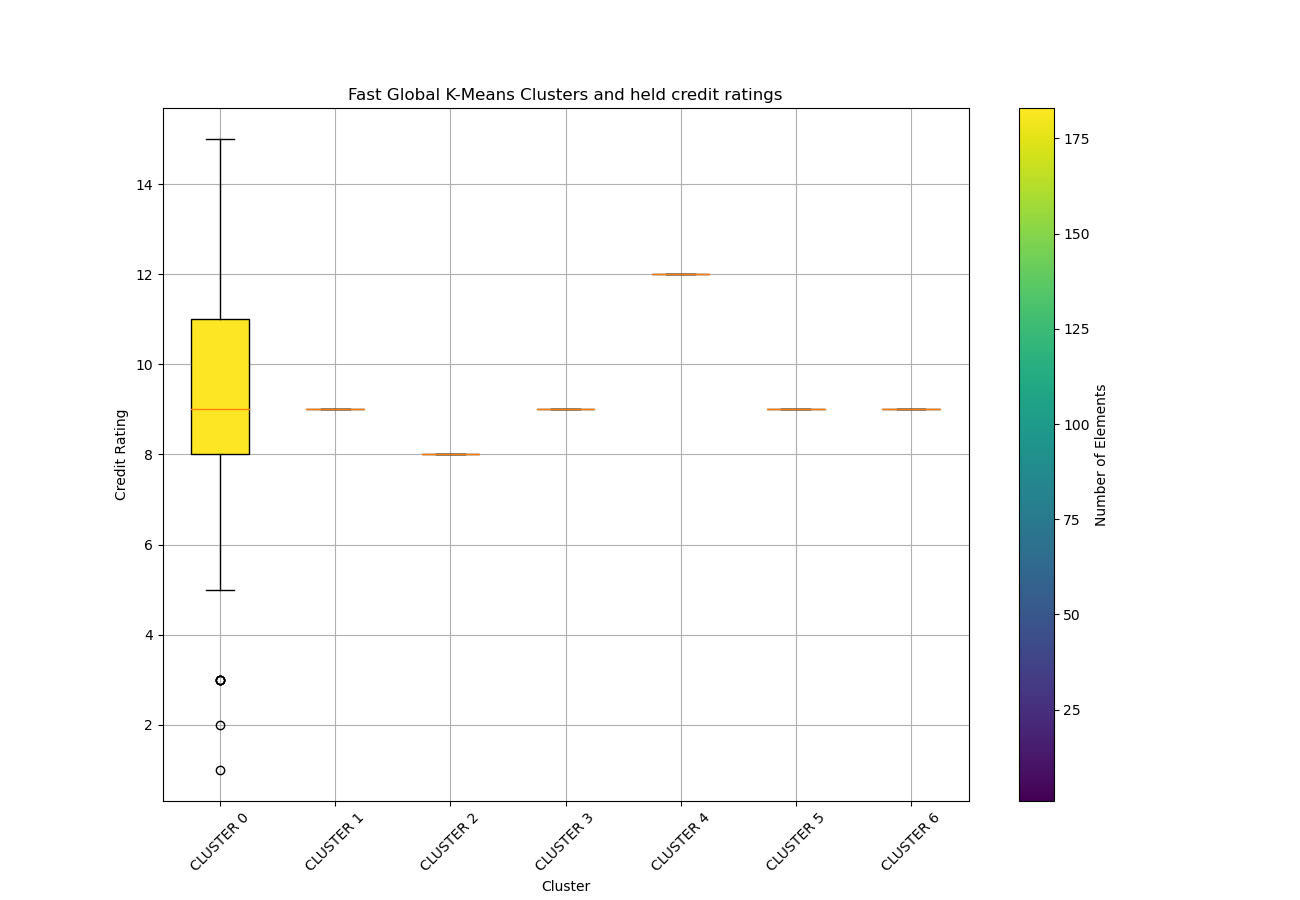 Fast Global K-Means Clusters and held credit ratings
14
12
10
8
6
4
2
Credit Rating
CLUSTER 0
CLUSTER 1
CLUSTER 2
CLUSTER 3
CLUSTER 4
CLUSTER 5
CLUSTER 6
Cluster
175
150
125
100
75
50
25
Number of Elements